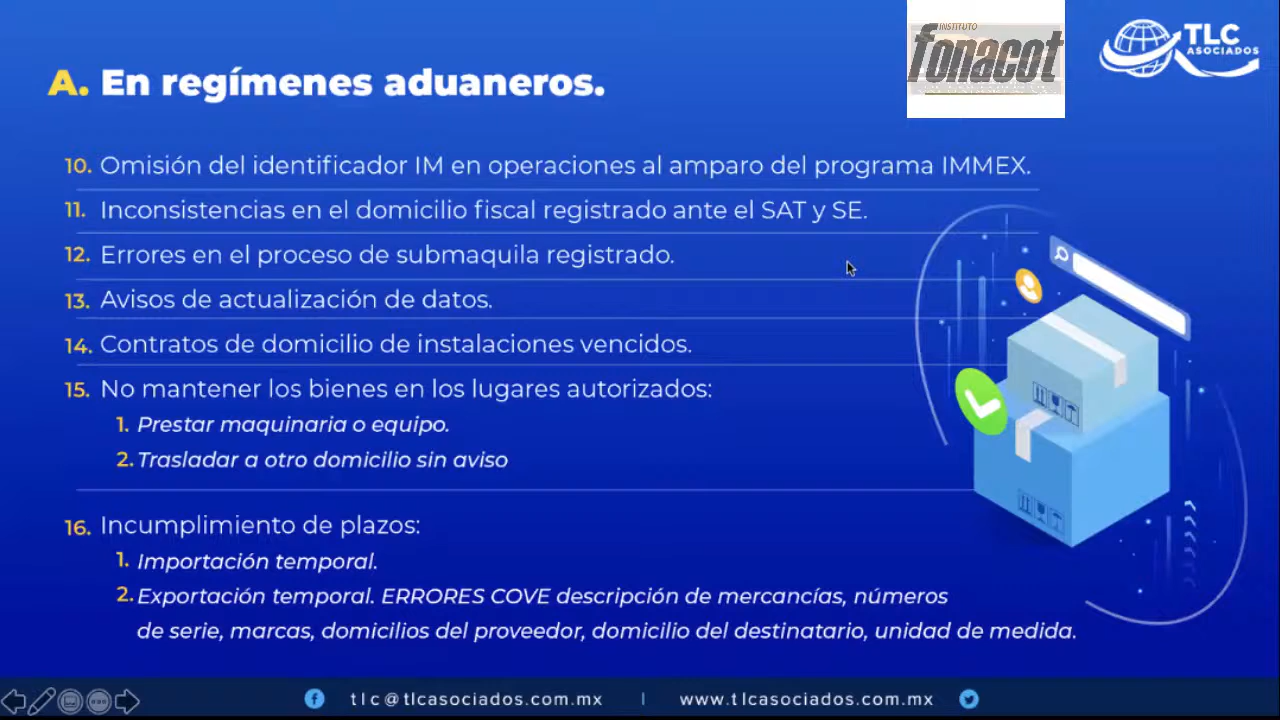 INSTITUTO
fonacot
TLC
ASOCIADOS
A. En regímenes aduaneros.
10. Omisión del identificador IM en operaciones al amparo del programa IMMEX.
11. Inconsistencias en el domicilio fiscal registrado ante el SAT y SE.
12. Errores en el proceso de submaquila registrado.
13. Avisos de actualización de datos.
14. Contratos de domicilio de instalaciones vencidos.
15. No mantener los bienes en los lugares autorizados:
1. Prestar maquinaria o equipo.
2. Trasladar a otro domicilio sin aviso
16. Incumplimiento de plazos:
1. Importación temporal.
2. Exportación temporal. ERRORES COVE descripción de mercancías, números
de serie, marcas, domicilios del proveedor, domicilio del destinatario, unidad de medida.
tlc@tlcasociados.com.mx | www.tlcasociados.com.mx